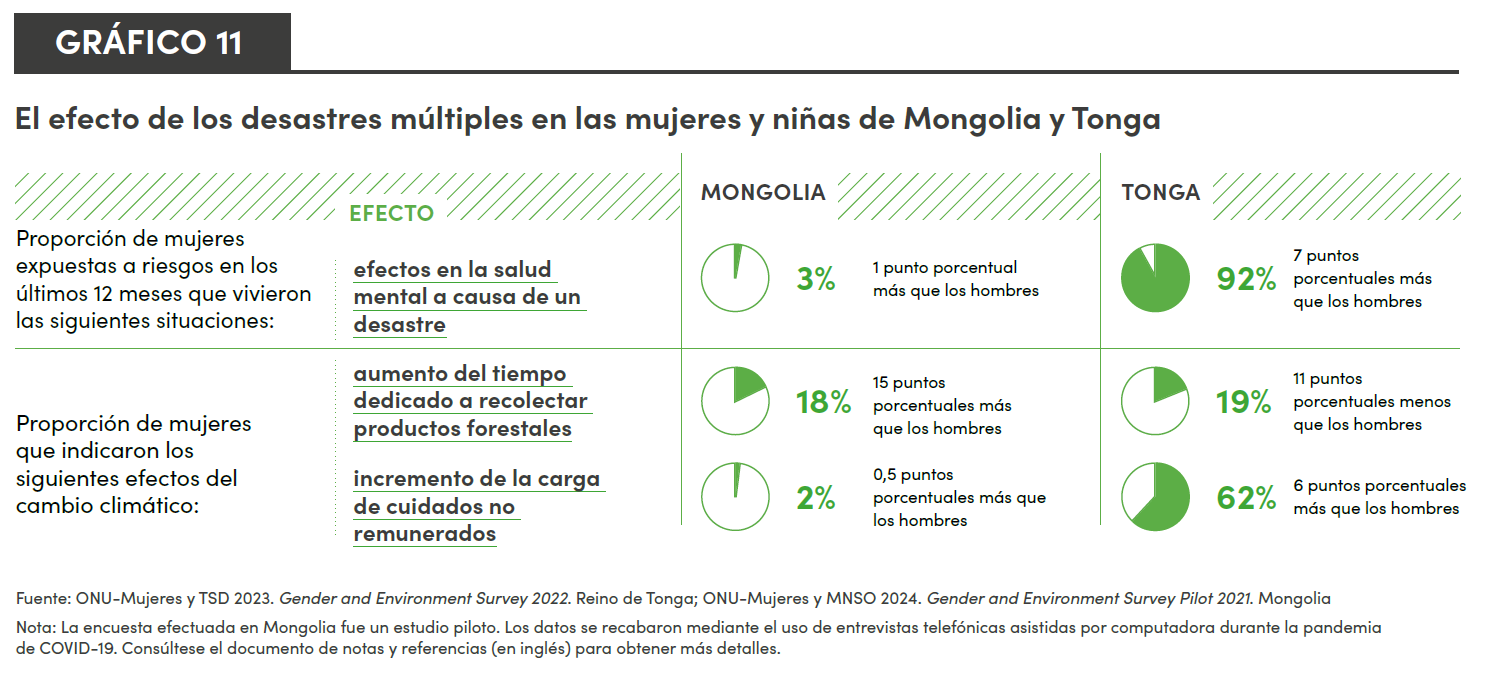 GRÁFICO 11
El efecto de los desastres múltiples en las mujeres y niñas de Mongolia y Tonga
EFECTO
MONGOLIA
TONGA
Proporción de mujeres
expuestas a riesgos en los
últimos 12 meses que vivieron
las siguientes situaciones:
efectos en la salud
mental a causa de un
desastre
3%
1 punto porcentual
más que los hombres
92%
7 puntos
porcentuales más
que los hombres
Proporción de mujeres
que indicaron los
siguientes efectos del
cambio climático:
aumento del tiempo
dedicado a recolectar
productos forestales
18%
15 puntos
porcentuales más
que los hombres
19%
11 puntos
porcentuales menos
que los hombres
incremento de la carga
de cuidados no
remunerados
2%
0,5 puntos
porcentuales más que
los hombres
62%
6 puntos porcentuales
más que los hombres
Fuente: ONU-Mujeres y TSD 2023. Gender and Environment Survey 2022. Reino de Tonga; ONU-Mujeres y MNSO 2024. Gender and Environment Survey Pilot 2021. Mongolia
Nota: La encuesta efectuada en Mongolia fue un estudio piloto. Los datos se recabaron mediante el uso de entrevistas telefónicas asistidas por computadora durante la pandemia
de COVID-19. Consúltese el documento de notas y referencias (en inglés) para obtener más detalles.